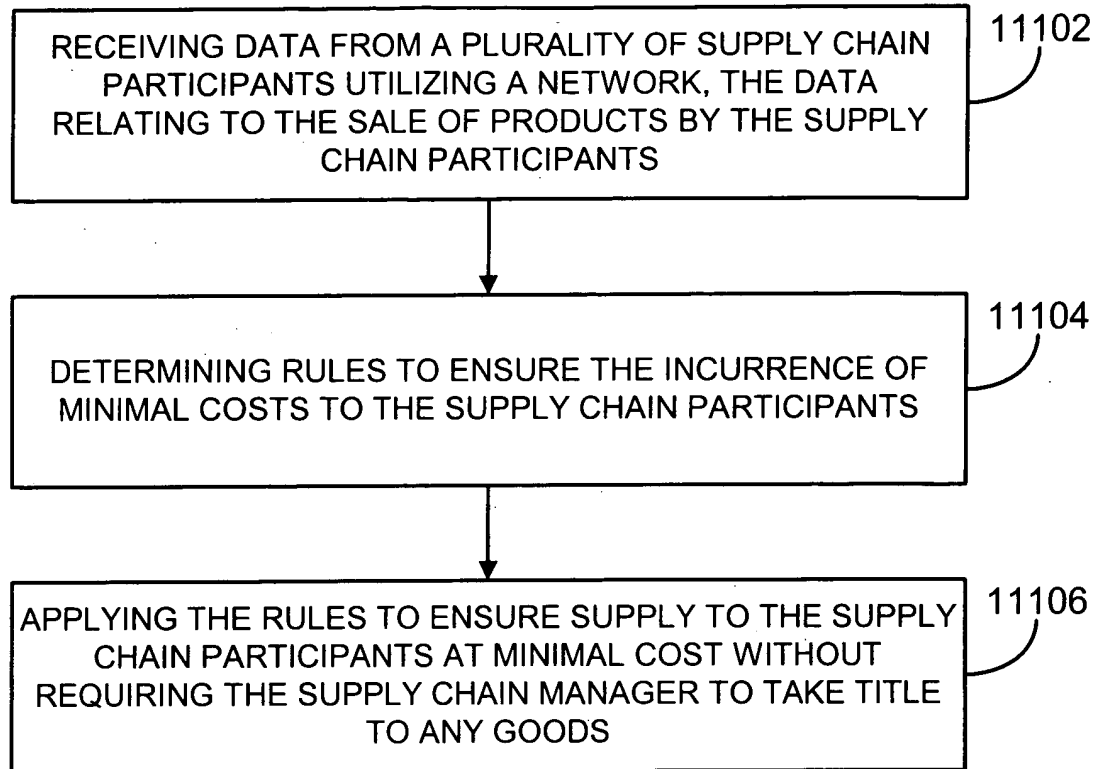 RECEIVING DATA FROM A PLURALITY OF SUPPLY CHAIN
PARTICIPANTS UTILIZING A NETWORK, THE DATA
RELATING TO THE SALE OF PRODUCTS BY THE SUPPLY
CHAIN PARTICIPANTS
11102
DETERMINING RULES TO ENSURE THE INCURRENCE OF
MINIMAL COSTS TO THE SUPPLY CHAIN PARTICIPANTS
11104
APPLYING THE RULES TO ENSURE SUPPLY TO THE SUPPLY
CHAIN PARTICIPANTS AT MINIMAL COST WITHOUT
REQUIRING THE SUPPLY CHAIN MANAGER TO TAKE TITLE
TO ANY GOODS
11106